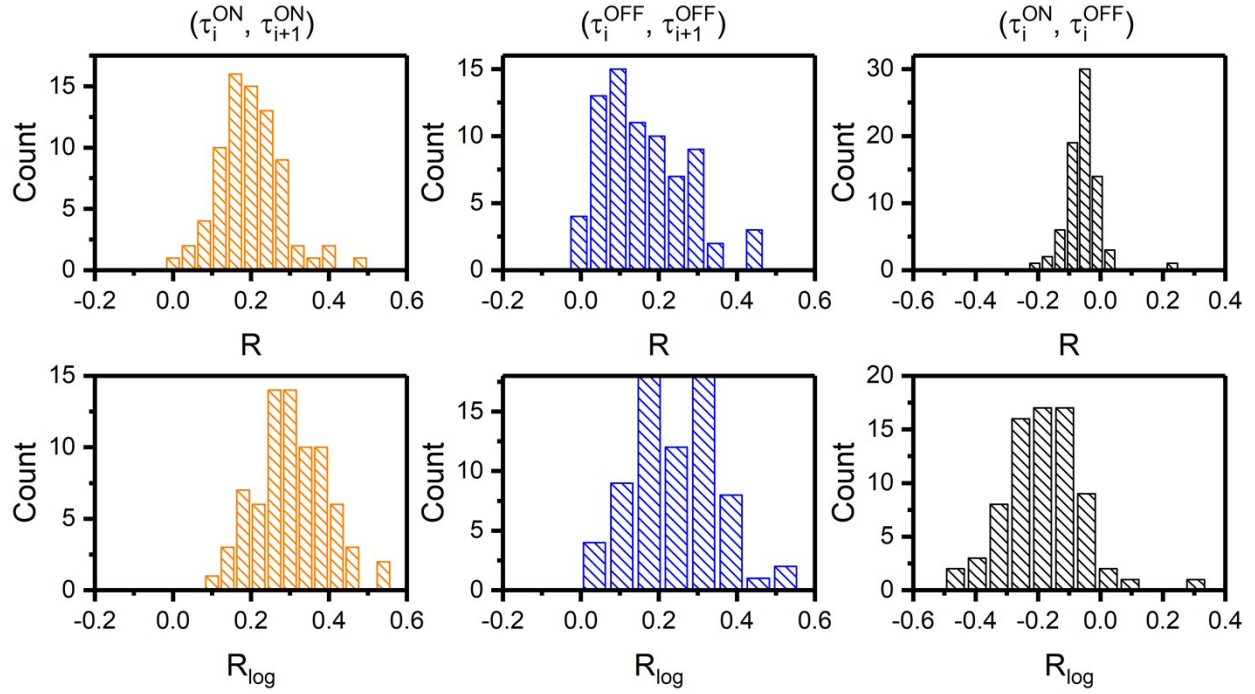 (τ_i^ON, τ_{i+1}^ON)
(τ_i^OFF, τ_{i+1}^OFF)
(τ_i^ON, τ_i^OFF)
Count
15
10
5
0
-0.2 0.0 0.2 0.4 0.6
R
Count
15
10
5
0
-0.2 0.0 0.2 0.4 0.6
R
Count
30
20
10
0
-0.6 -0.4 -0.2 0.0 0.2 0.4
R
Count
15
10
5
0
-0.2 0.0 0.2 0.4 0.6
R_log
Count
15
10
5
0
-0.2 0.0 0.2 0.4 0.6
R_log
Count
20
15
10
5
0
-0.6 -0.4 -0.2 0.0 0.2 0.4
R_log